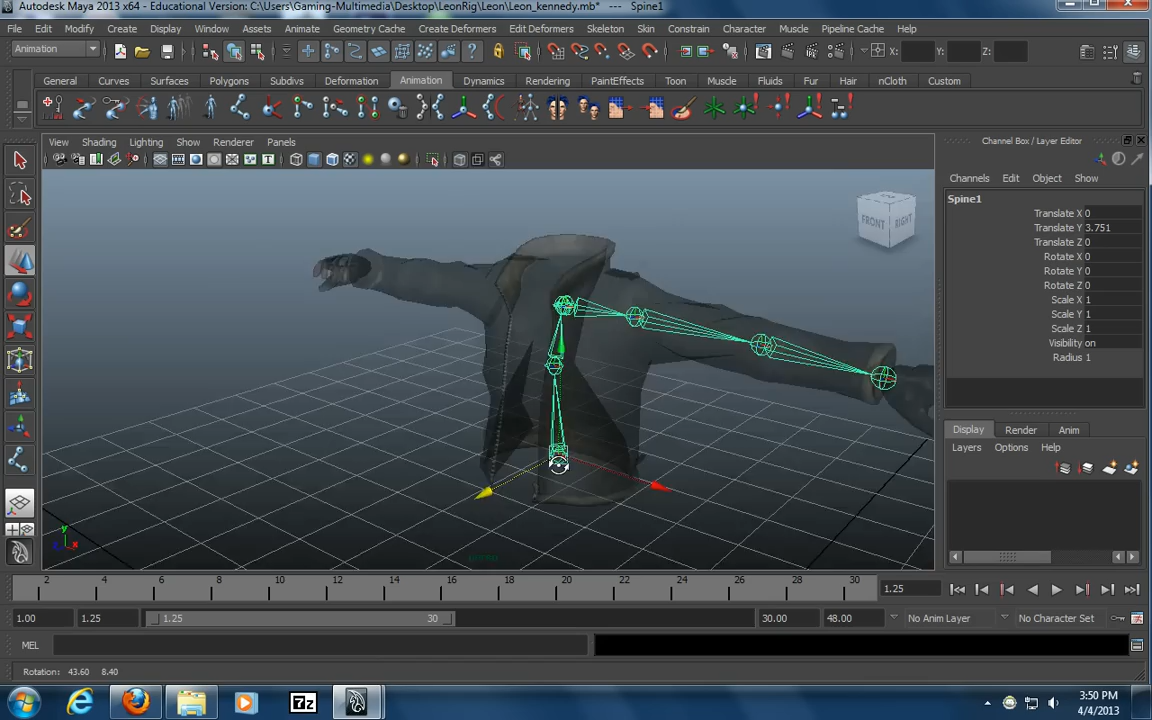 Autodesk Maya 2013 x64 - Educational Version: C:\Users\Gaming-Multimedia\Desktop\LeonRig\Leon\Leon_kennedy.mb* --- Spine1
File Edit Modify Create Display Window Assets Animate Geometry Cache Create Deformers Edit Deformers Skeleton Skin Constrain Character Muscle Pipeline Cache Help
Animation X: Y: Z:
General Curves Surfaces Polygons Subdivs Deformation Animation Dynamics Rendering PaintEffects Toon Muscle Fluids Fur Hair nCloth Custom
View Shading Lighting Show Renderer Panels
Channel Box / Layer Editor
Channels Edit Object Show
Spine1
Translate X 0
Translate Y 3.751
Translate Z 0
Rotate X 0
Rotate Y 0
Rotate Z 0
Scale X 1
Scale Y 1
Scale Z 1
Visibility on
Radius 1
FRONT RIGHT
Display Render Anim
Layers Options Help
y
x
2 4 6 8 10 12 14 16 18 20 22 24 26 28 30 1.25
1.00 1.25 1.25 30 30.00 48.00 No Anim Layer No Character Set
MEL
Rotation: 43.60 8.40
7z
3:50 PM
4/4/2013